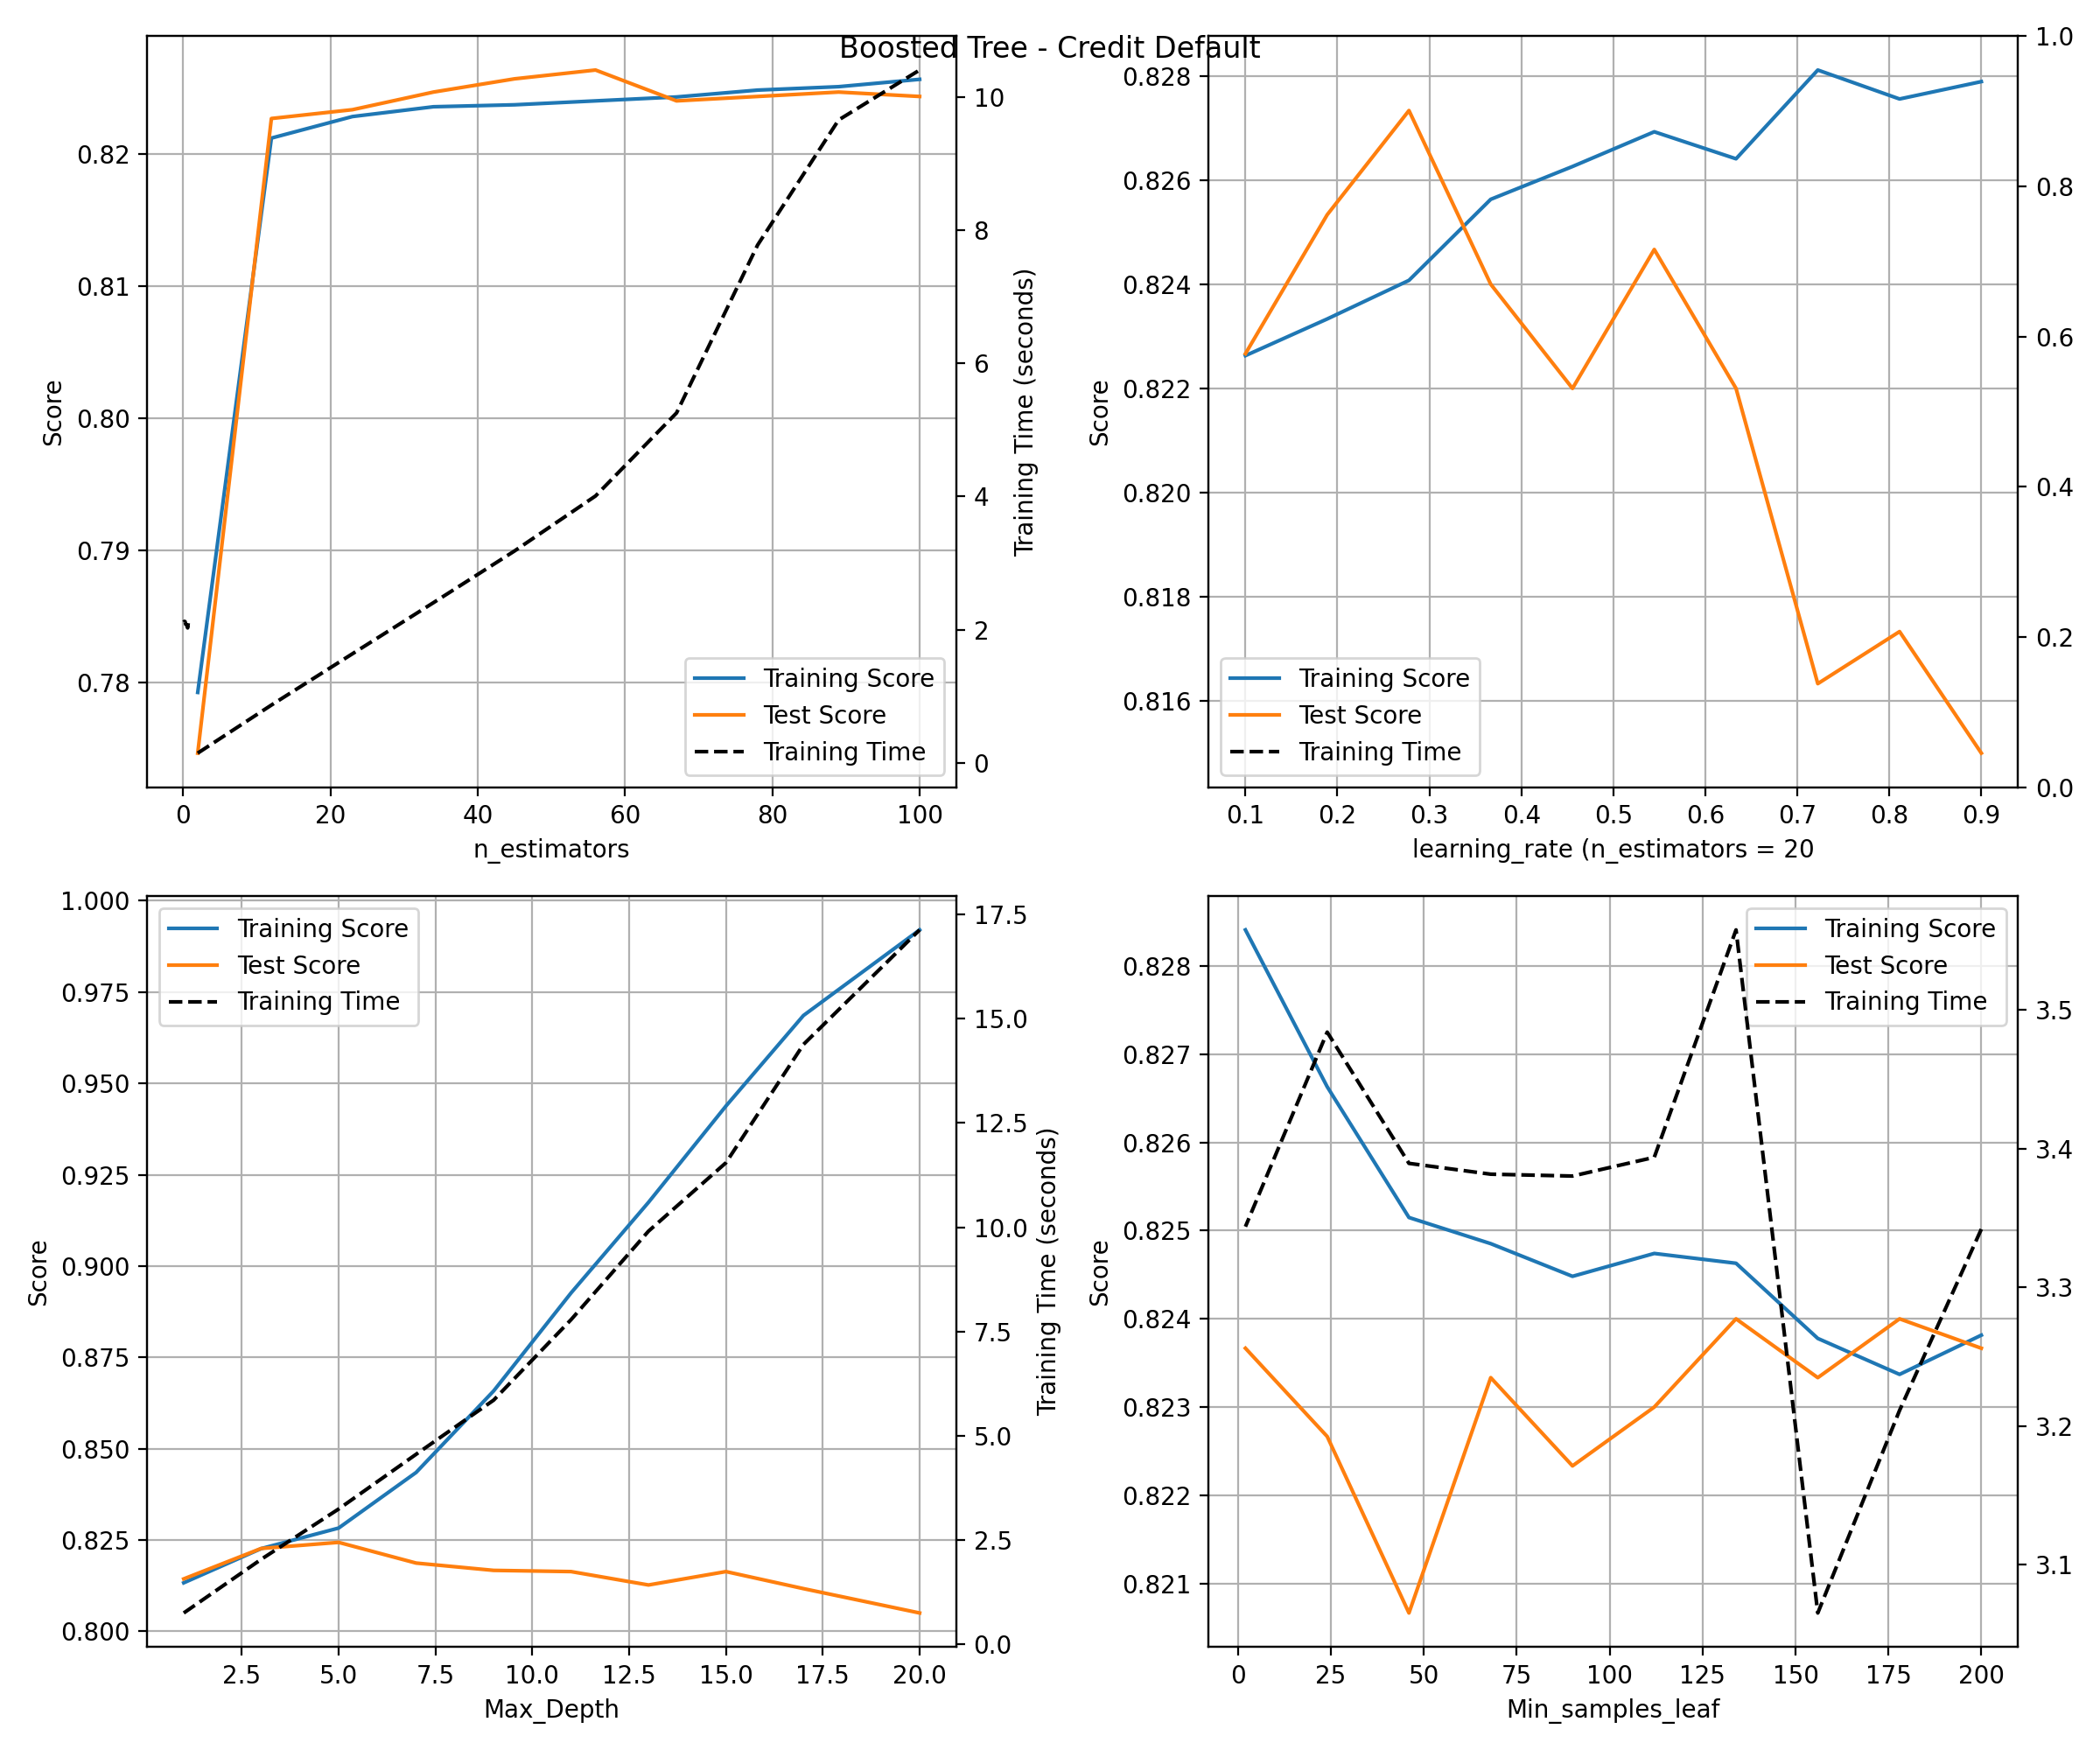 Boosted Tree - Credit Default
0.82
0.81
0.80
0.79
0.78
Score
10
8
6
4
2
0
Training Time (seconds)
Training Score
Test Score
Training Time
0 20 40 60 80 100
n_estimators
0.828
0.826
0.824
0.822
0.820
0.818
0.816
Score
1.0
0.8
0.6
0.4
0.2
0.0
Training Score
Test Score
Training Time
0.1 0.2 0.3 0.4 0.5 0.6 0.7 0.8 0.9
learning_rate (n_estimators = 20
1.000
0.975
0.950
0.925
0.900
0.875
0.850
0.825
0.800
Score
Training Score
Test Score
Training Time
17.5
15.0
12.5
10.0
7.5
5.0
2.5
0.0
Training Time (seconds)
2.5 5.0 7.5 10.0 12.5 15.0 17.5 20.0
Max_Depth
0.828
0.827
0.826
0.825
0.824
0.823
0.822
0.821
Score
Training Score
Test Score
Training Time
3.5
3.4
3.3
3.2
3.1
0 25 50 75 100 125 150 175 200
Min_samples_leaf